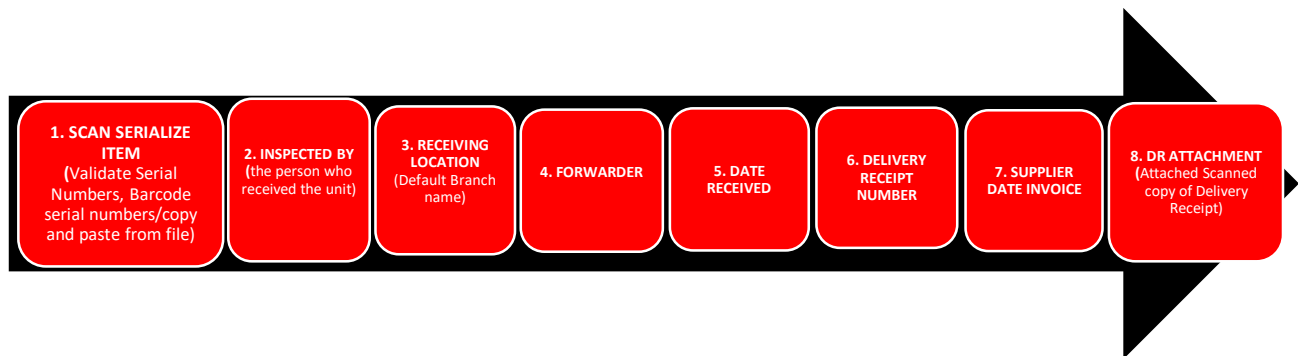 1. SCAN SERIALIZE
ITEM
(Validate Serial
Numbers, Barcode
serial numbers/copy
and paste from file)
2. INSPECTED BY
(the person who
received the unit)
3. RECEIVING
LOCATION
(Default Branch
name)
4. FORWARDER
5. DATE
RECEIVED
6. DELIVERY
RECEIPT
NUMBER
7. SUPPLIER
DATE INVOICE
8. DR ATTACHMENT
(Attached Scanned
copy of Delivery
Receipt)